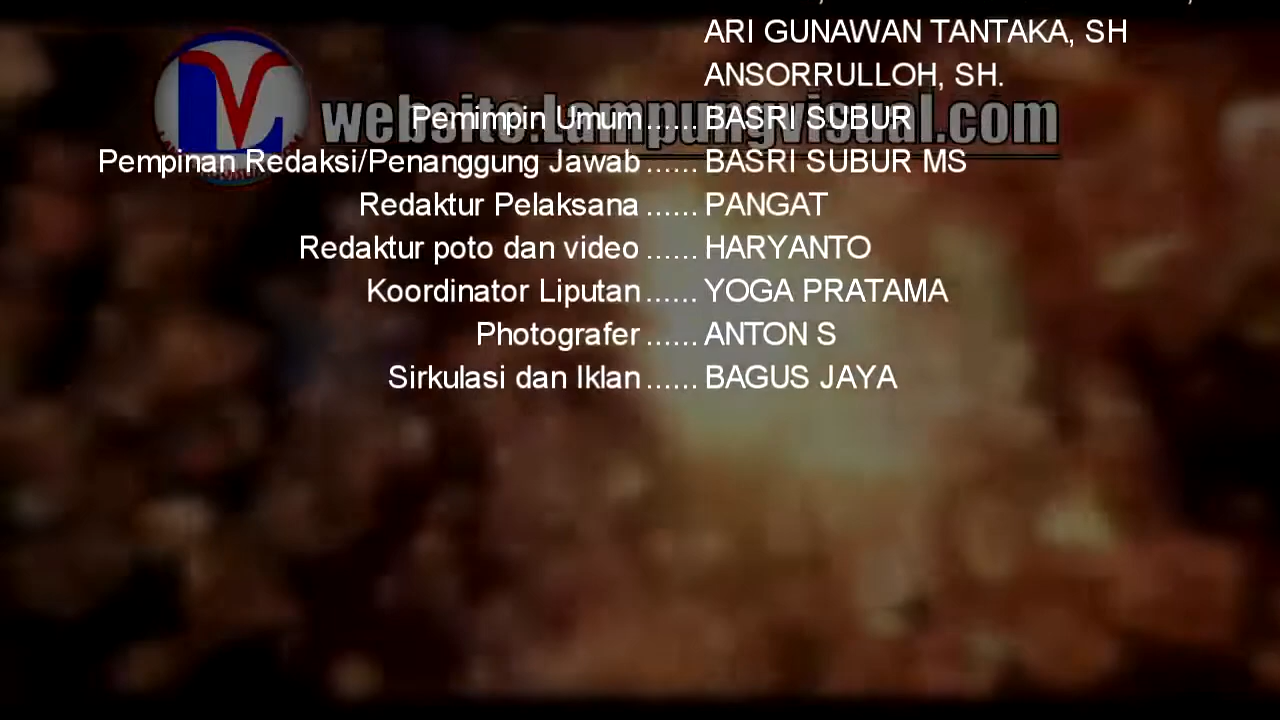 ARI GUNAWAN TANTAKA, SH
ANSORRULLOH, SH.
website:Lampungvisual.com
Pemimpin Umum ...... BASRI SUBUR
Pempinan Redaksi/Penanggung Jawab ...... BASRI SUBUR MS
Redaktur Pelaksana ...... PANGAT
Redaktur poto dan video ...... HARYANTO
Koordinator Liputan ...... YOGA PRATAMA
Photografer ...... ANTON S
Sirkulasi dan Iklan ...... BAGUS JAYA